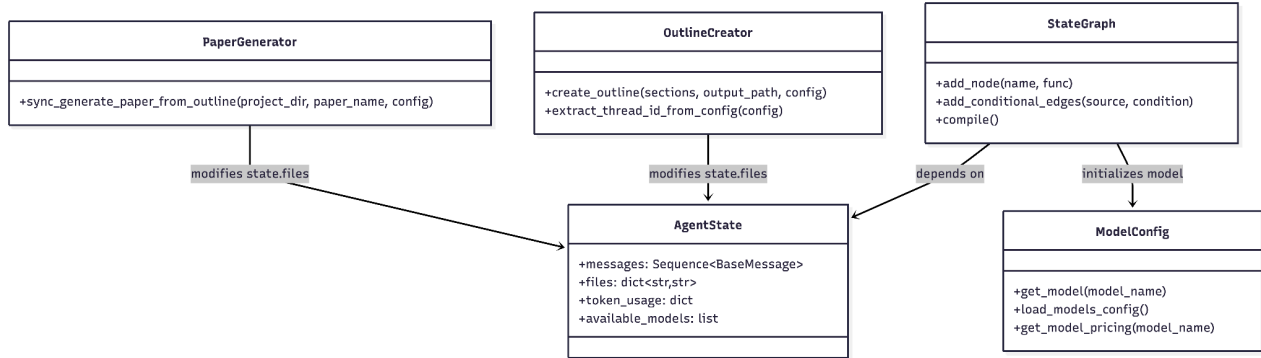 PaperGenerator
+sync_generate_paper_from_outline(project_dir, paper_name, config)
OutlineCreator
+create_outline(sections, output_path, config)
+extract_thread_id_from_config(config)
StateGraph
+add_node(name, func)
+add_conditional_edges(source, condition)
+compile()
modifies state.files
modifies state.files
depends on
initializes model
AgentState
+messages: Sequence<BaseMessage>
+files: dict<str,str>
+token_usage: dict
+available_models: list
ModelConfig
+get_model(model_name)
+load_models_config()
+get_model_pricing(model_name)